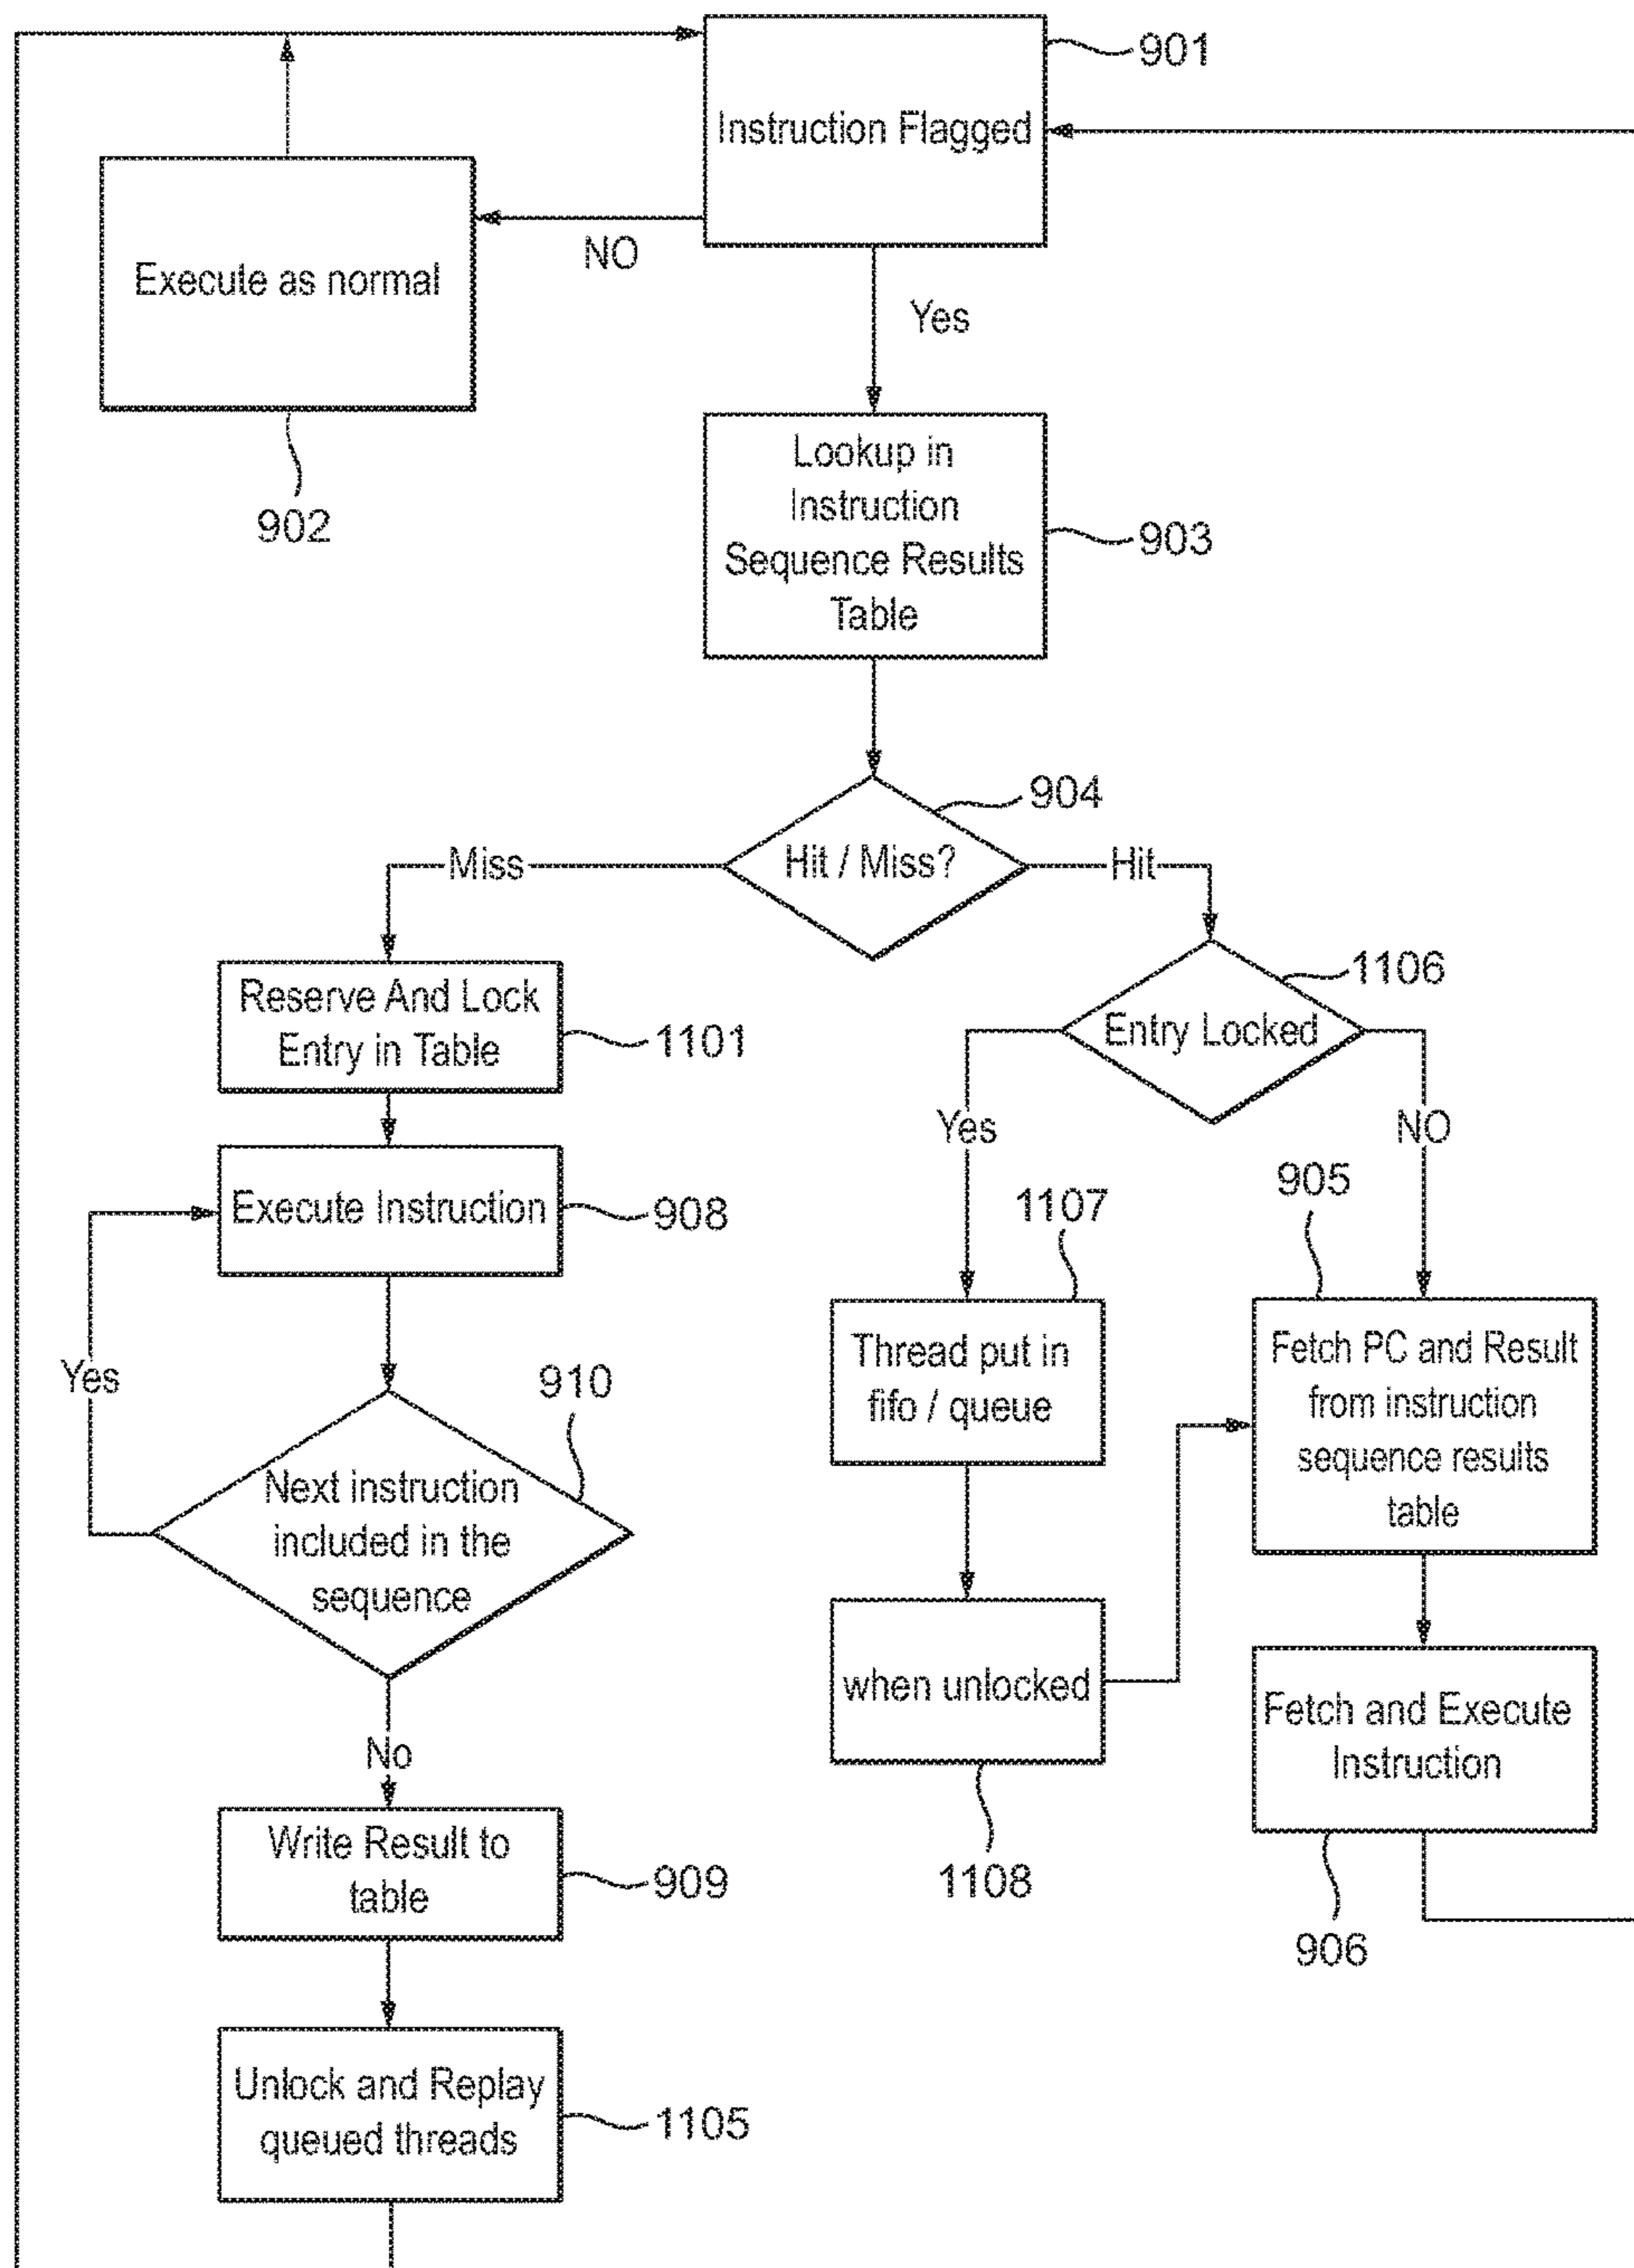 901
Instruction Flagged
NO
Execute as normal
Yes
902
Lookup in
Instruction
Sequence Results
Table
903
904
Miss
Hit / Miss?
Hit
1106
Reserve And Lock
Entry in Table
1101
Entry Locked
Yes
NO
Execute Instruction
908
1107
905
Yes
910
Thread put in
fifo / queue
Fetch PC and Result
from instruction
sequence results
table
Next instruction
included in the
sequence
when unlocked
Fetch and Execute
Instruction
No
Write Result to
table
909
1108
906
Unlock and Replay
queued threads
1105